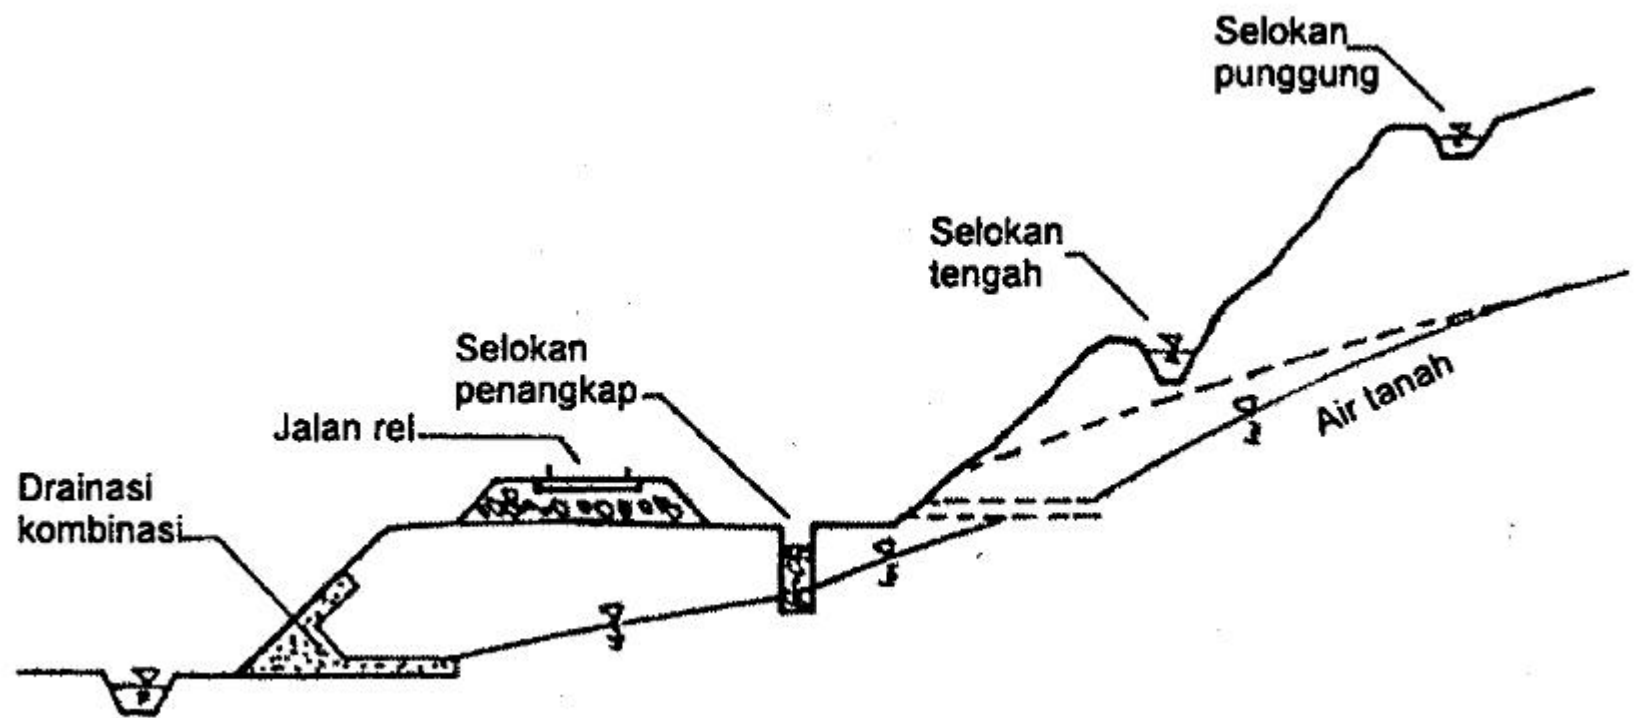 Selokan
punggung
Selokan
tengah
Selokan
penangkap
Jalan rel
Drainasi
kombinasi
Air tanah